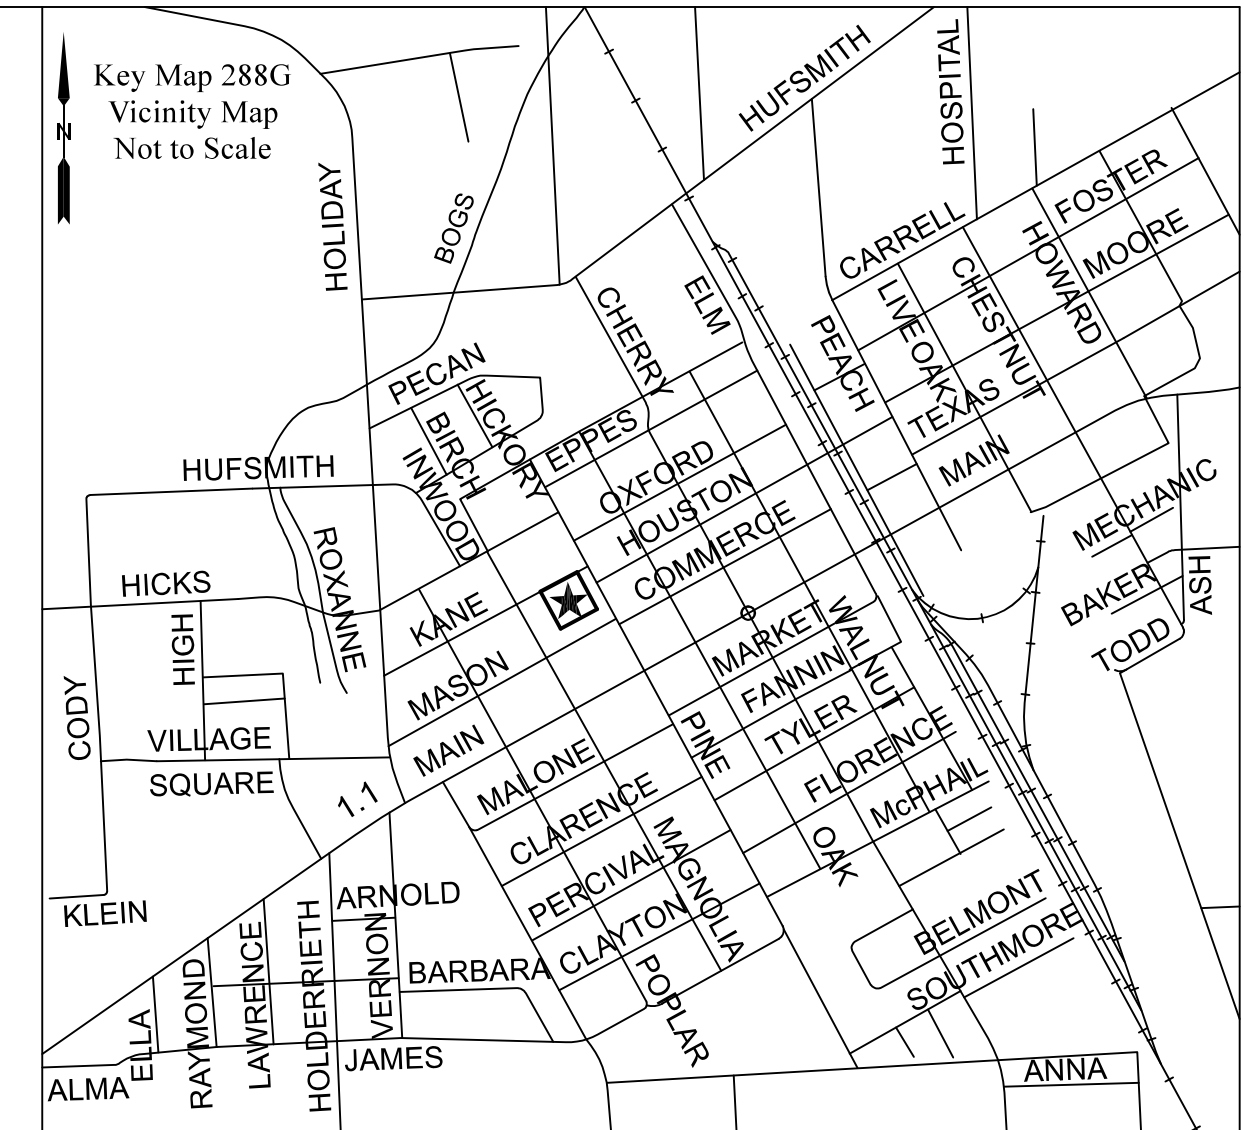 Key Map 288G
Vicinity Map
Not to Scale
N
HUFSMITH
HOSPITAL
HOLIDAY
BOGS
FOSTER
CARRELL
HOWARD
MOORE
CHERRY
ELM
PEACH
LIVE OAK
CHESTNUT
PECAN
HICKORY
BIRCH
INWOOD
EPPES
TEXAS
MAIN
HUFSMITH
OXFORD
HOUSTON
COMMERCE
MECHANIC
BAKER
ASH
TODD
ROXANNE
HICKS
HIGH
KANE
MASON
MAIN
MARKET
WALNUT
FANNIN
TYLER
FLORENCE
McPHAIL
CODY
VILLAGE
SQUARE
1.1
MALONE
PINE
CLARENCE
PERCIVAL
MAGNOLIA
OAK
CLAYTON
BELMONT
SOUTHMORE
KLEIN
ARNOLD
BARBARA
POPLAR
ELLA
RAYMOND
LAWRENCE
HOLDERRIETH
VERNON
JAMES
ALMA
ANNA